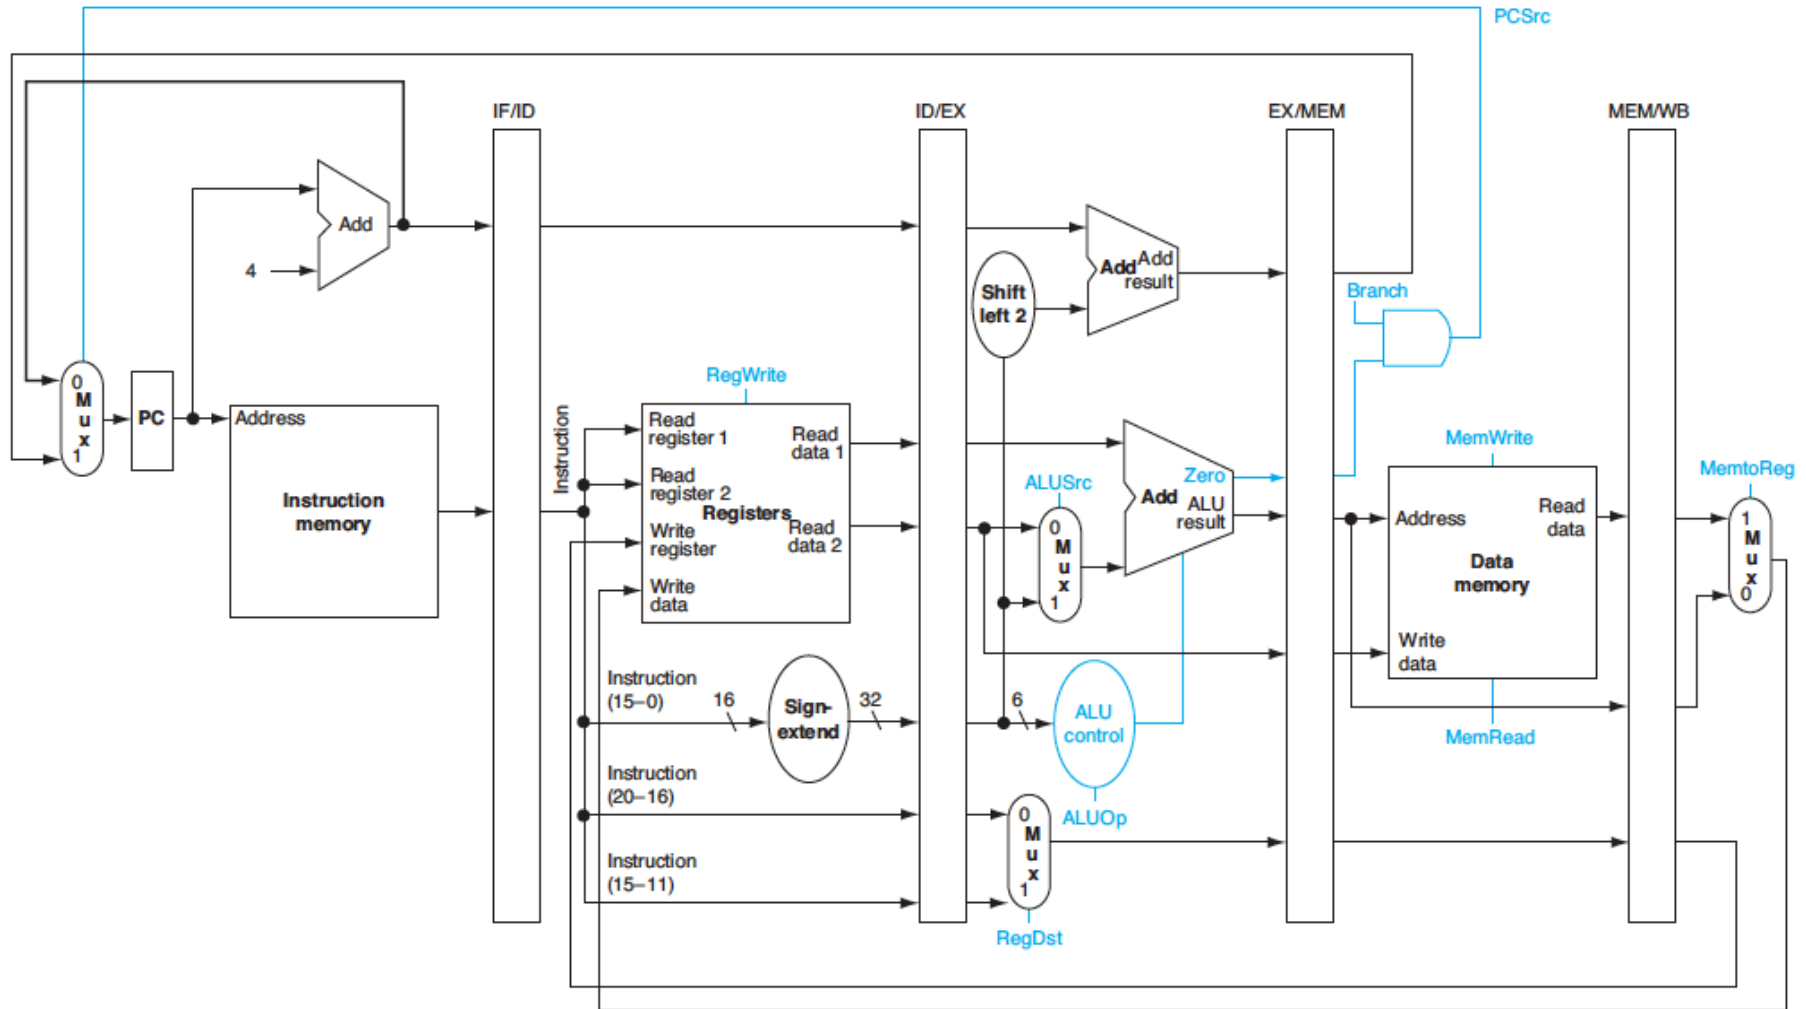 PCSrc
IF/ID
ID/EX
EX/MEM
MEM/WB
Add
4
Shift
left 2
Add
Add
result
Branch
0
M
u
x
1
PC
Address
Instruction
memory
Instruction
RegWrite
Read
register 1
Read
register 2
Write
register
Write
data
Registers
Read
data 1
Read
data 2
ALUSrc
0
M
u
x
1
Zero
Add
ALU
result
MemWrite
Address
Read
data
Data
memory
Write
data
MemRead
MemtoReg
1
M
u
x
0
Instruction
(15–0)
16
Sign-
extend
32
6
ALU
control
ALUOp
Instruction
(20–16)
Instruction
(15–11)
0
M
u
x
1
RegDst